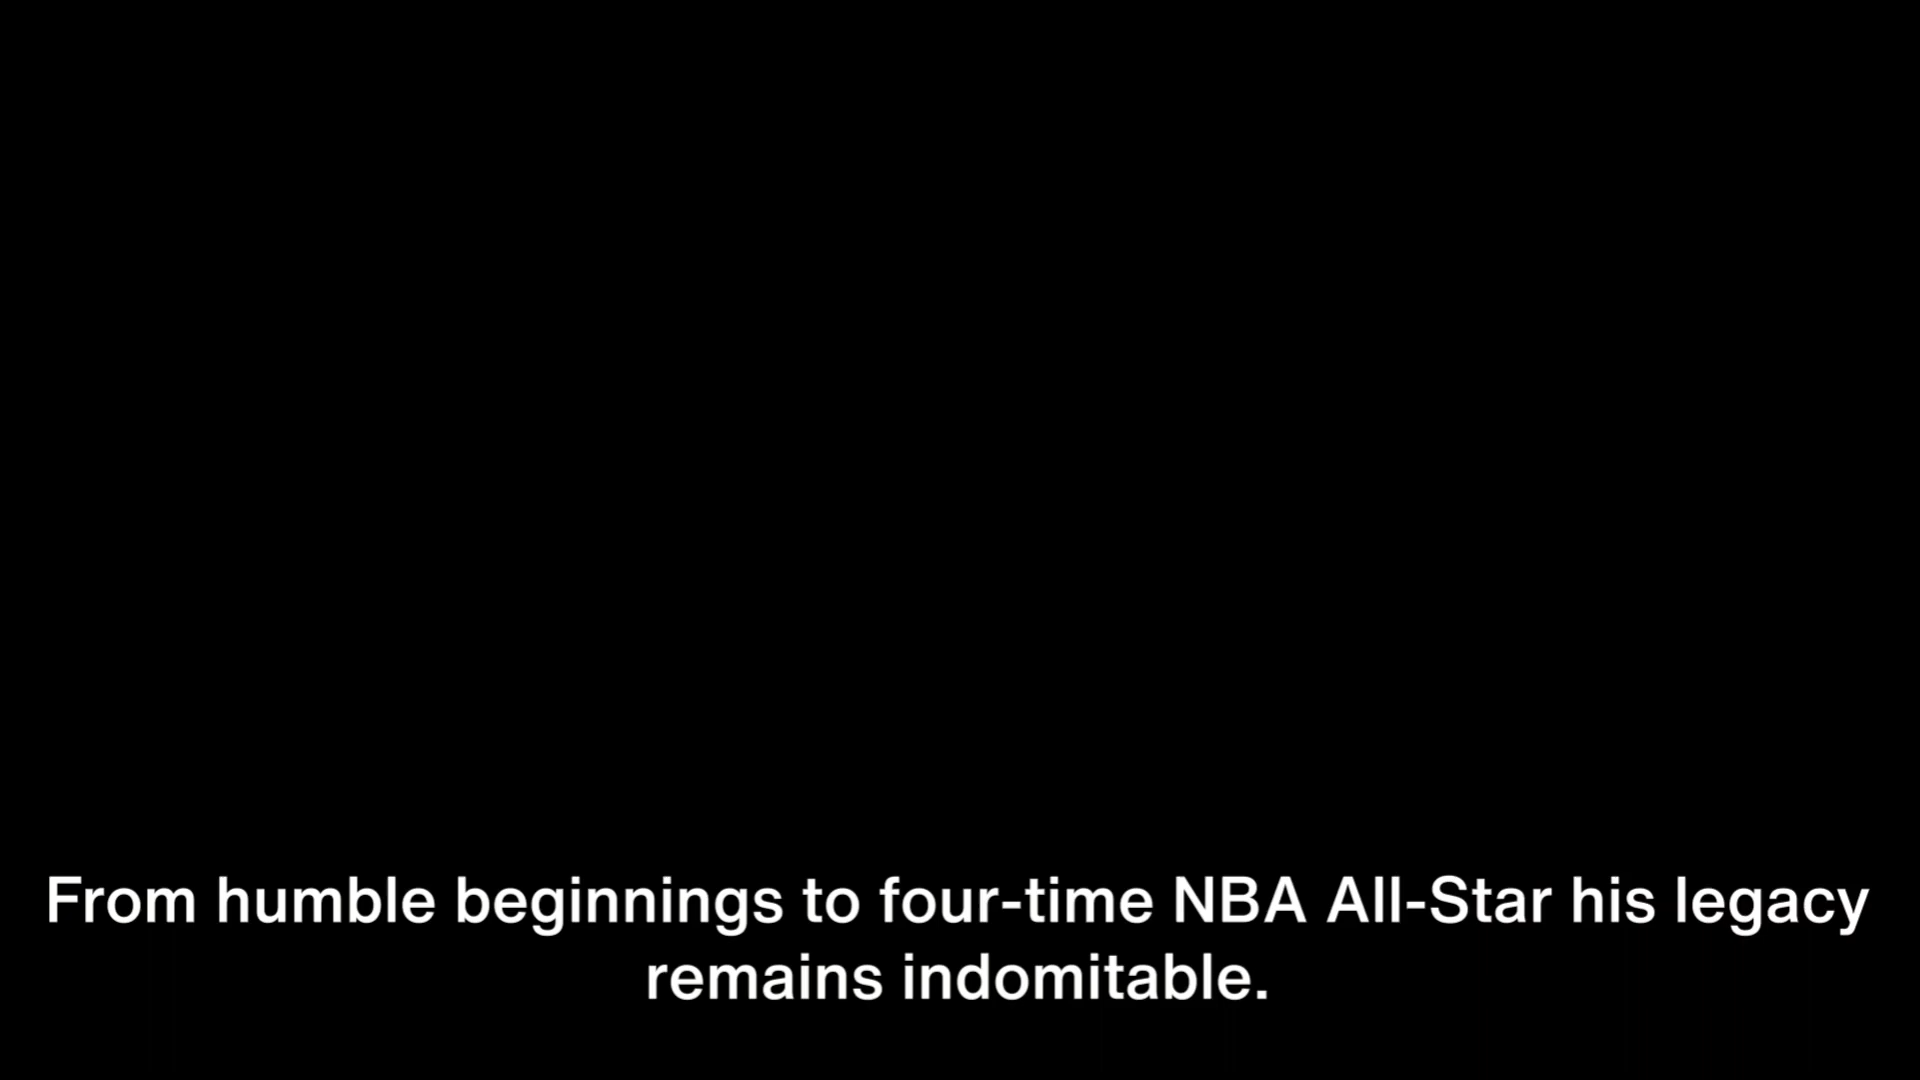 From humble beginnings to four-time NBA All-Star his legacy
remains indomitable.